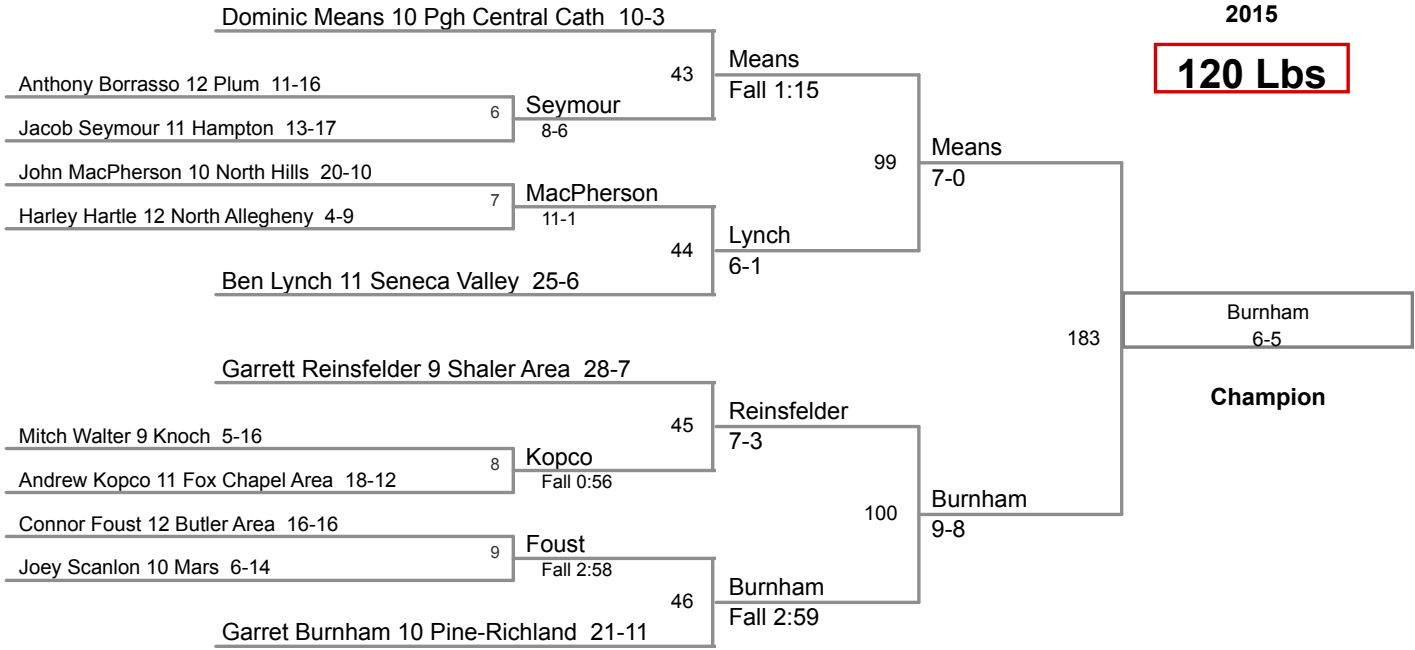 Dominic Means 10 Pgh Central Cath 10-3
2015
120 Lbs
43
Means
Fall 1:15
Anthony Borrasso 12 Plum 11-16
6
Seymour
8-6
Jacob Seymour 11 Hampton 13-17
99
Means
7-0
John MacPherson 10 North Hills 20-10
7
MacPherson
11-1
Harley Hartle 12 North Allegheny 4-9
44
Lynch
6-1
Ben Lynch 11 Seneca Valley 25-6
183
Burnham
6-5
Champion
Garrett Reinsfelder 9 Shaler Area 28-7
45
Reinsfelder
7-3
Mitch Walter 9 Knoch 5-16
8
Kopco
Fall 0:56
Andrew Kopco 11 Fox Chapel Area 18-12
100
Burnham
9-8
Connor Foust 12 Butler Area 16-16
9
Foust
Fall 2:58
Joey Scanlon 10 Mars 6-14
46
Burnham
Fall 2:59
Garret Burnham 10 Pine-Richland 21-11